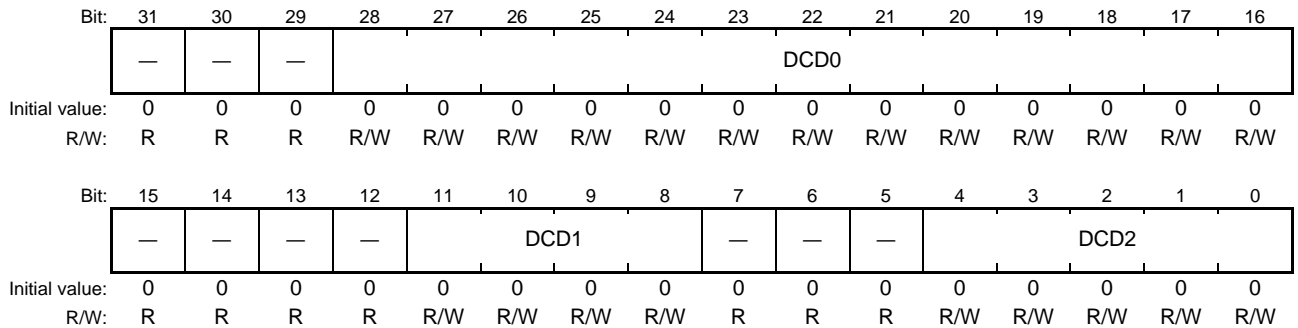 Bit: 31 30 29 28 27 26 25 24 23 22 21 20 19 18 17 16
— — — DCD0
Initial value: 0 0 0 0 0 0 0 0 0 0 0 0 0 0 0 0
R/W: R R R R/W R/W R/W R/W R/W R/W R/W R/W R/W R/W R/W R/W R/W
Bit: 15 14 13 12 11 10 9 8 7 6 5 4 3 2 1 0
— — — — DCD1 — — — DCD2
Initial value: 0 0 0 0 0 0 0 0 0 0 0 0 0 0 0 0
R/W: R R R R R/W R/W R/W R/W R R R R/W R/W R/W R/W R/W